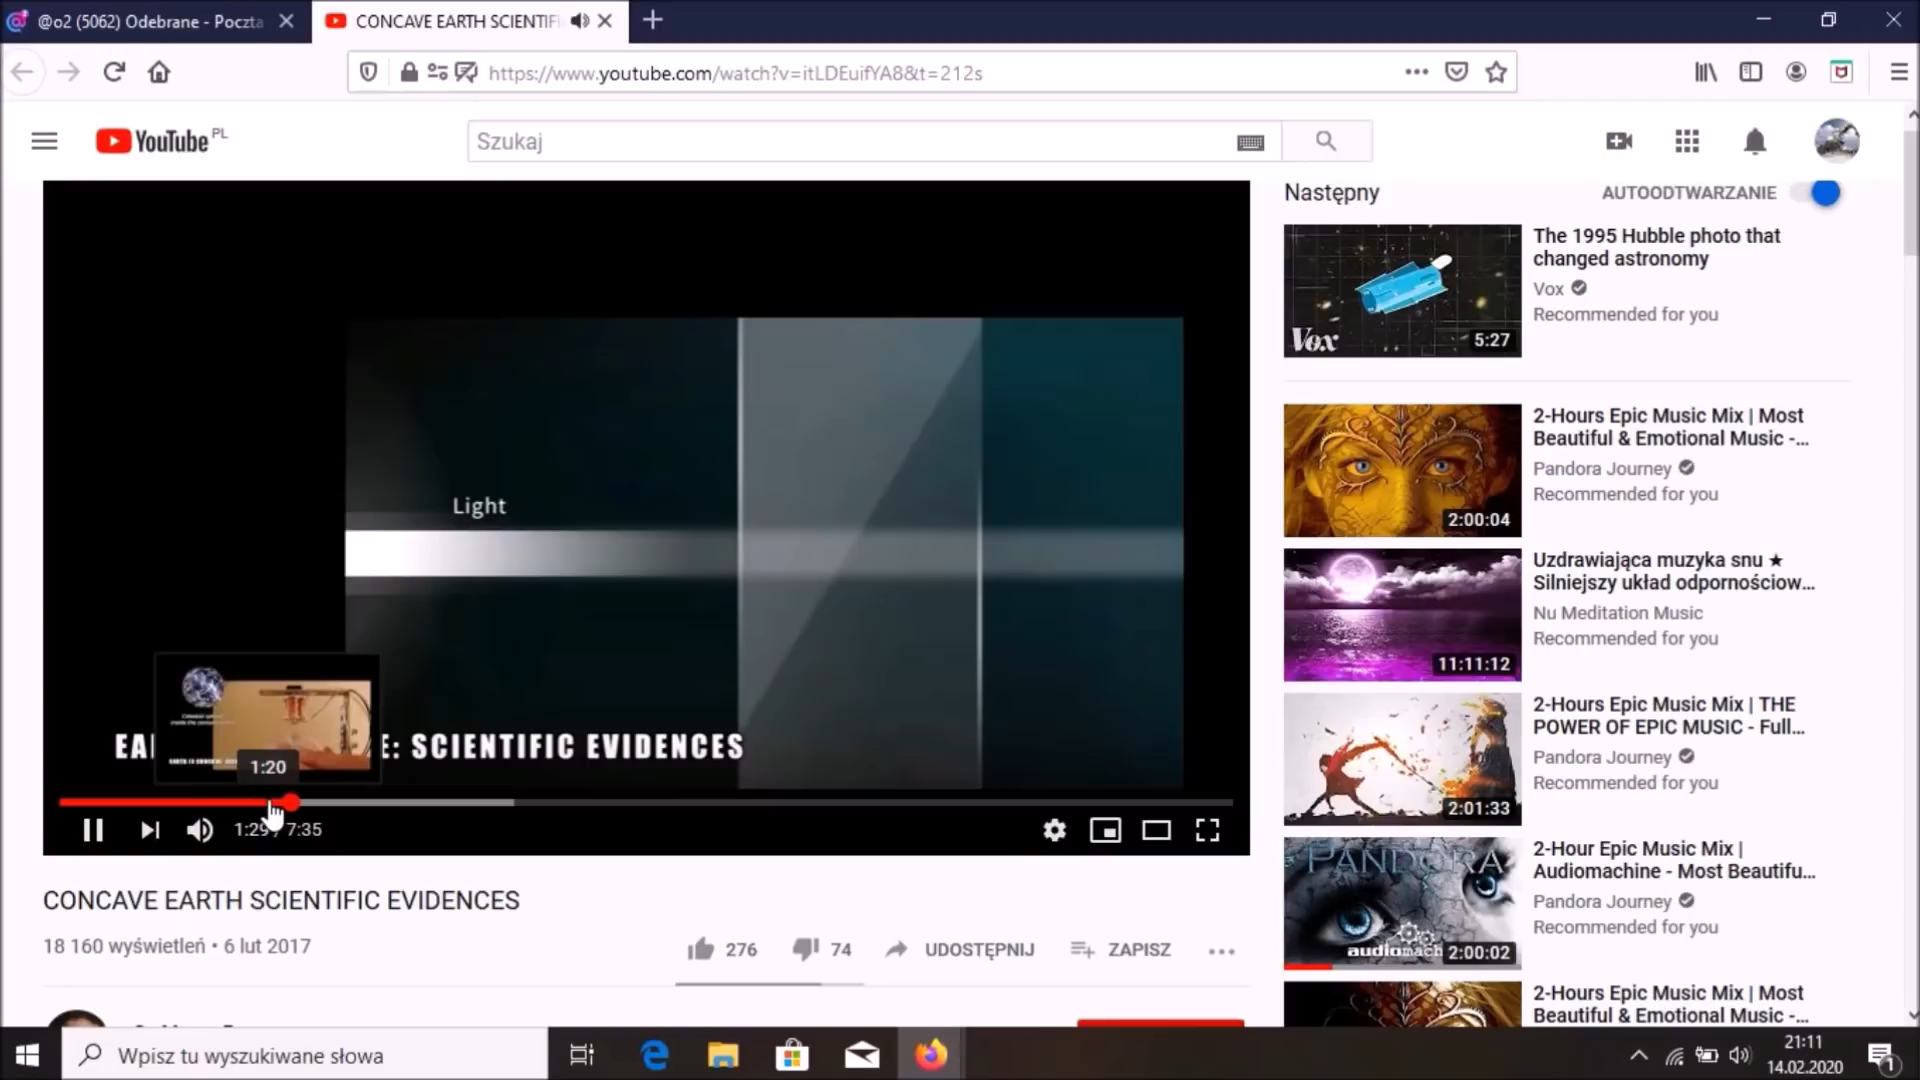 @o2 (5062) Odebrane - Poczta
CONCAVE EARTH SCIENTIFI
https://www.youtube.com/watch?v=itLDEuifYA8&t=212s
YouTube PL
Szukaj
Light
EA
E: SCIENTIFIC EVIDENCES
1:20
1:29 / 7:35
CONCAVE EARTH SCIENTIFIC EVIDENCES
18 160 wyświetleń • 6 lut 2017
276
74
UDOSTĘPNIJ
ZAPISZ
Następny
AUTOODTWARZANIE
The 1995 Hubble photo that
changed astronomy
Vox
Recommended for you
Vox
5:27
2-Hours Epic Music Mix | Most
Beautiful & Emotional Music -...
Pandora Journey
Recommended for you
2:00:04
Uzdrawiająca muzyka snu ★
Silniejszy układ odpornościow...
Nu Meditation Music
Recommended for you
11:11:12
2-Hours Epic Music Mix | THE
POWER OF EPIC MUSIC - Full...
Pandora Journey
Recommended for you
2:01:33
2-Hour Epic Music Mix |
Audiomachine - Most Beautifu...
Pandora Journey
Recommended for you
PANDORA
audiomach
2:00:02
2-Hours Epic Music Mix | Most
Beautiful & Emotional Music -...
Wpisz tu wyszukiwane słowa
21:11
14.02.2020
1